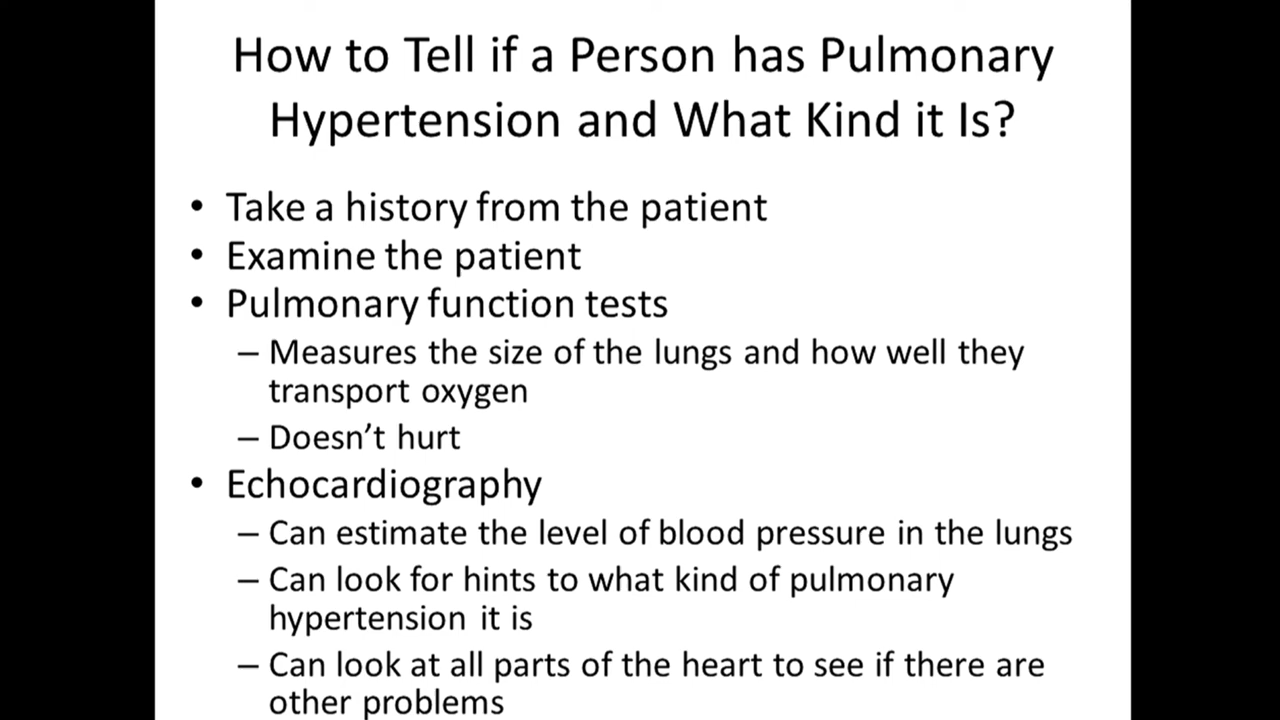 How to Tell if a Person has Pulmonary
Hypertension and What Kind it Is?
• Take a history from the patient
• Examine the patient
• Pulmonary function tests
– Measures the size of the lungs and how well they
transport oxygen
– Doesn’t hurt
• Echocardiography
– Can estimate the level of blood pressure in the lungs
– Can look for hints to what kind of pulmonary
hypertension it is
– Can look at all parts of the heart to see if there are
other problems